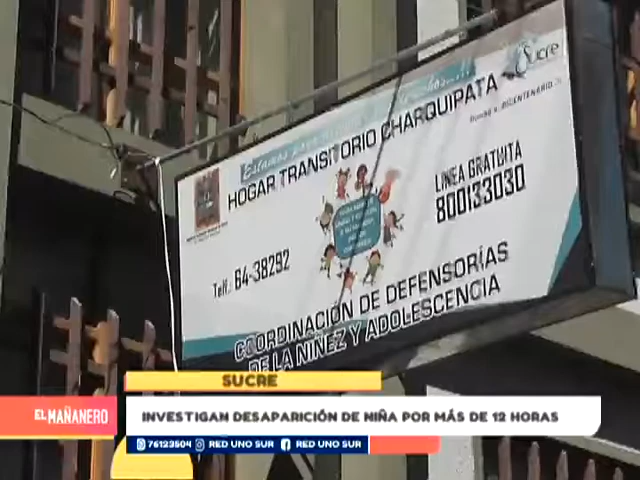 Sucre
BICENTENARIO
Estamos para
HOGAR TRANSITORIO CHARQUIPATA
LINEA GRATUITA
800133030
Telf.: 64-38292
COORDINACIÓN DE DEFENSORÍAS
DE LA NIÑEZ Y ADOLESCENCIA
SUCRE
EL MAÑANERO
INVESTIGAN DESAPARICIÓN DE NIÑA POR MÁS DE 12 HORAS
76123504 RED UNO SUR RED UNO SUR